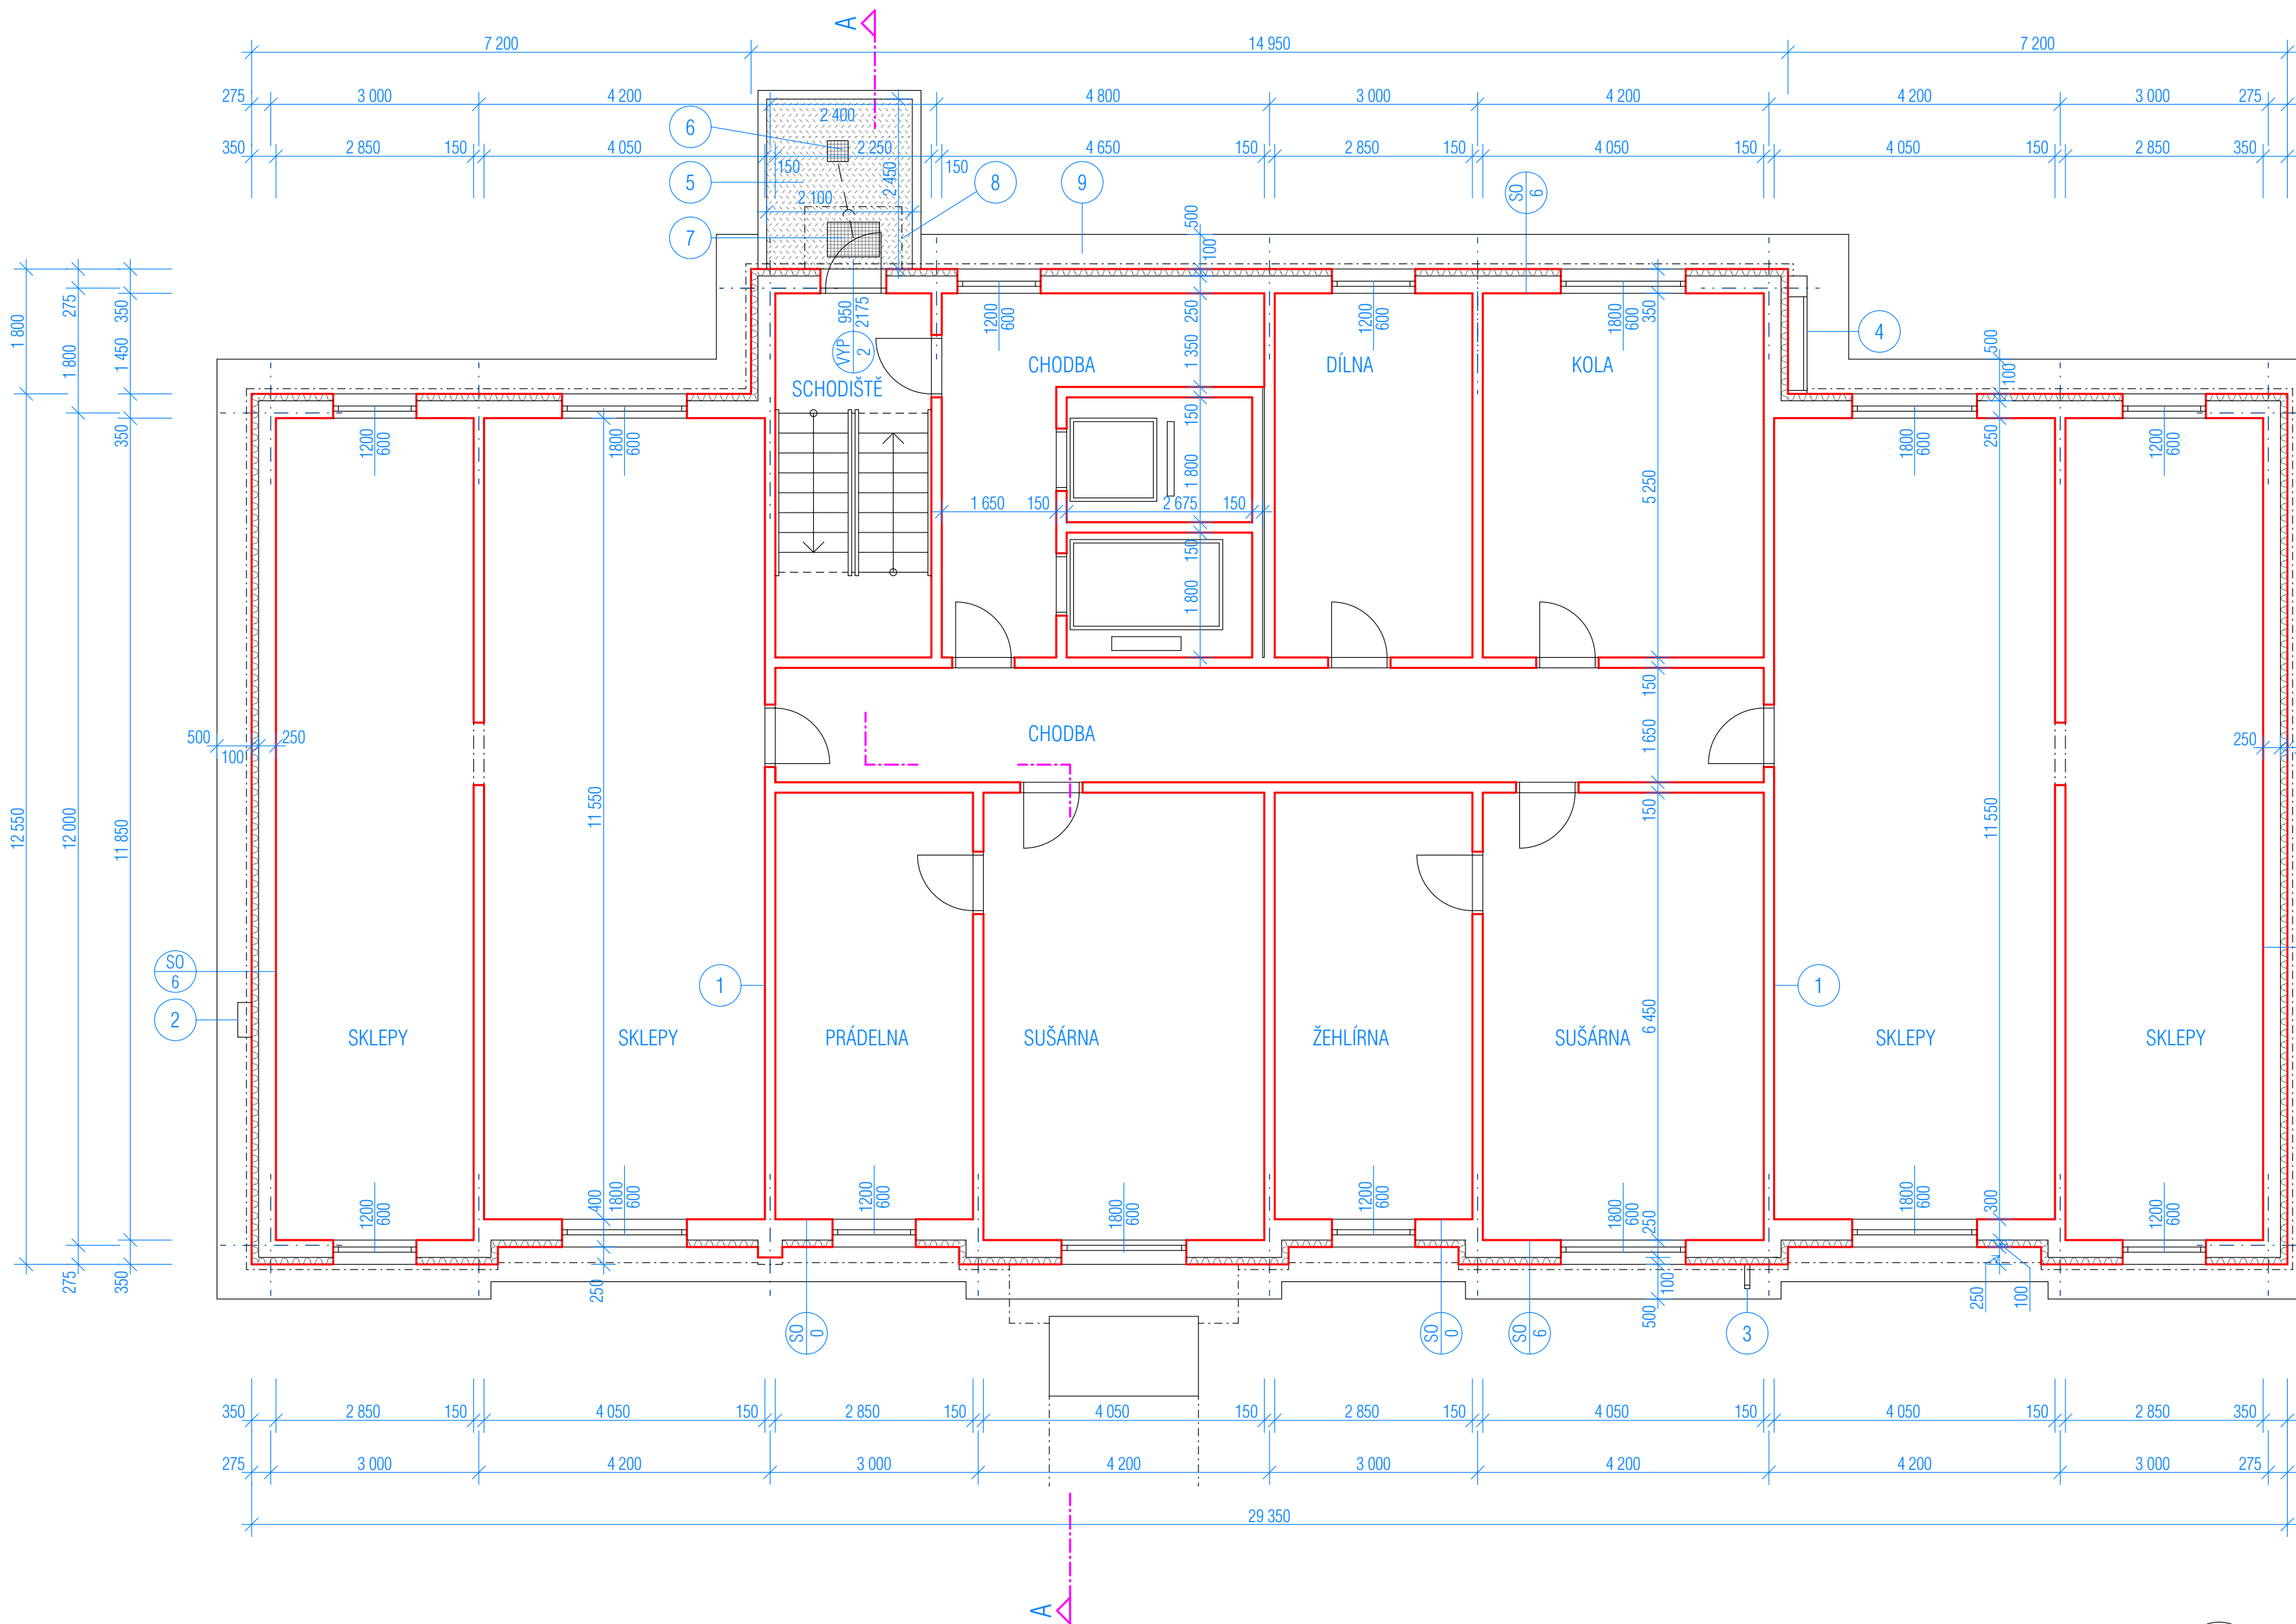 A
7 200 14 950 7 200
275 3 000 4 200 4 800 3 000 4 200 4 200 3 000 275
2 400
6
350 2 850 150 4 050 2 250 4 650 150 2 850 150 4 050 150 4 050 150 2 850 350
150 150
5 2 450 8 9 SO 6
2 100
7
500
100
1 800 275 1 800 350 1 450 350
950 2175
VYP 2
1200 600
250
1200 600
1800 600
350
4
500
100
SCHODIŠTĚ CHODBA DÍLNA KOLA
1 350
1200 600
1800 600
150
1800 600
250
1200 600
1 800
5 250
1 650 150 2 675 150
150
1 800
150
500 100 250
CHODBA
1 650
250
12 550 12 000 11 850
11 550
150
11 550
SO 6
1 1
2
6 450
SKLEPY SKLEPY PRÁDELNA SUŠÁRNA ŽEHLÍRNA SUŠÁRNA SKLEPY SKLEPY
1200 600
400
1800 600
1200 600
1800 600
1200 600
1800 600
250
1800 600
300
1200 600
275 350
250
100
500
250
100
SO 0
SO 0
SO 6
3
350 2 850 150 4 050 150 2 850 150 4 050 150 2 850 150 4 050 150 4 050 150 2 850 350
275 3 000 4 200 3 000 4 200 3 000 4 200 4 200 3 000 275
29 350
A